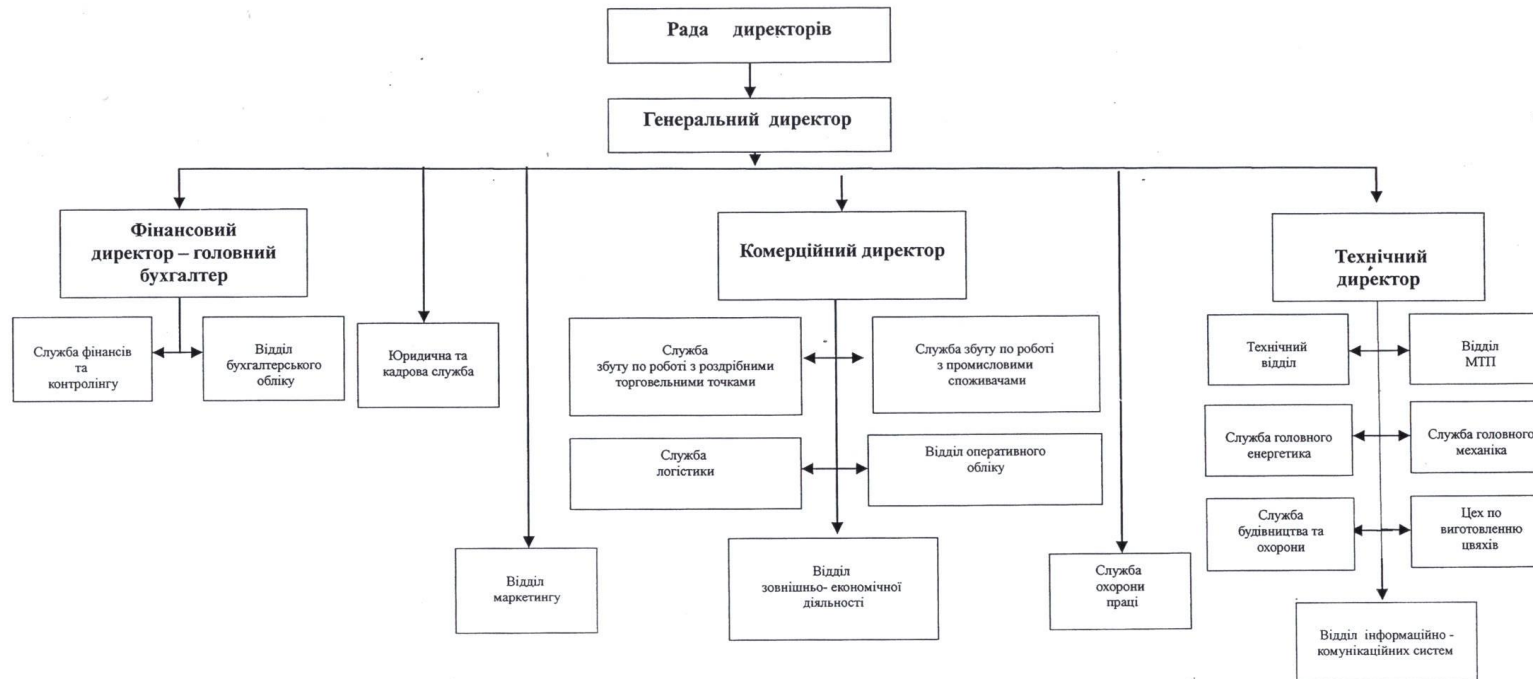 Рада директорів
Генеральний директор
Фінансовий
директор – головний
бухгалтер
Комерційний директор
Технічний
директор
Служба фінансів
та
контролінгу
Відділ
бухгалтерського
обліку
Юридична та
кадрова служба
Служба
збуту по роботі з роздрібними
торговельними точками
Служба збуту по роботі
з промисловими
споживачами
Технічний
відділ
Відділ
МТП
Служба
логістики
Відділ оперативного
обліку
Служба головного
енергетика
Служба головного
механіка
Служба
будівництва та
охорони
Цех по
виготовленню
цвяхів
Відділ
маркетингу
Відділ
зовнішньо- економічної
діяльності
Служба
охорони
праці
Відділ інформаційно -
комунікаційних систем